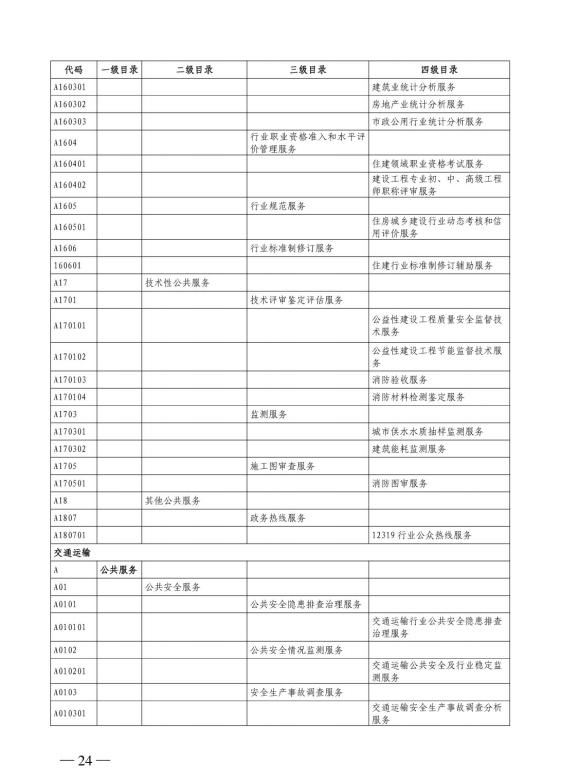 代码 一级目录 二级目录 三级目录 四级目录
A160301 建筑业统计分析服务
A160302 房地产业统计分析服务
A160303 市政公用行业统计分析服务
A1604 行业职业资格准入和水平评
价管理服务
A160401 住建领域职业资格考试服务
A160402 建设工程专业初、中、高级工程
师职称评审服务
A1605 行业规范服务
A160501 住房城乡建设行业动态考核和信
用评价服务
A1606 行业标准制修订服务
160601 住建行业标准制修订辅助服务
A17 技术性公共服务
A1701 技术评审鉴定评估服务
A170101 公益性建设工程质量安全监督技
术服务
A170102 公益性建设工程节能监督技术服
务
A170103 消防验收服务
A170104 消防材料检测鉴定服务
A1703 监测服务
A170301 城市供水水质抽样监测服务
A170302 建筑能耗监测服务
A1705 施工图审查服务
A170501 消防图审服务
A18 其他公共服务
A1807 政务热线服务
A180701 12319 行业公众热线服务
交通运输
A 公共服务
A01 公共安全服务
A0101 公共安全隐患排查治理服务
A010101 交通运输行业公共安全隐患排查
治理服务
A0102 公共安全情况监测服务
A010201 交通运输公共安全及行业稳定监
测服务
A0103 安全生产事故调查服务
A010301 交通运输安全生产事故调查分析
服务
— 24 —